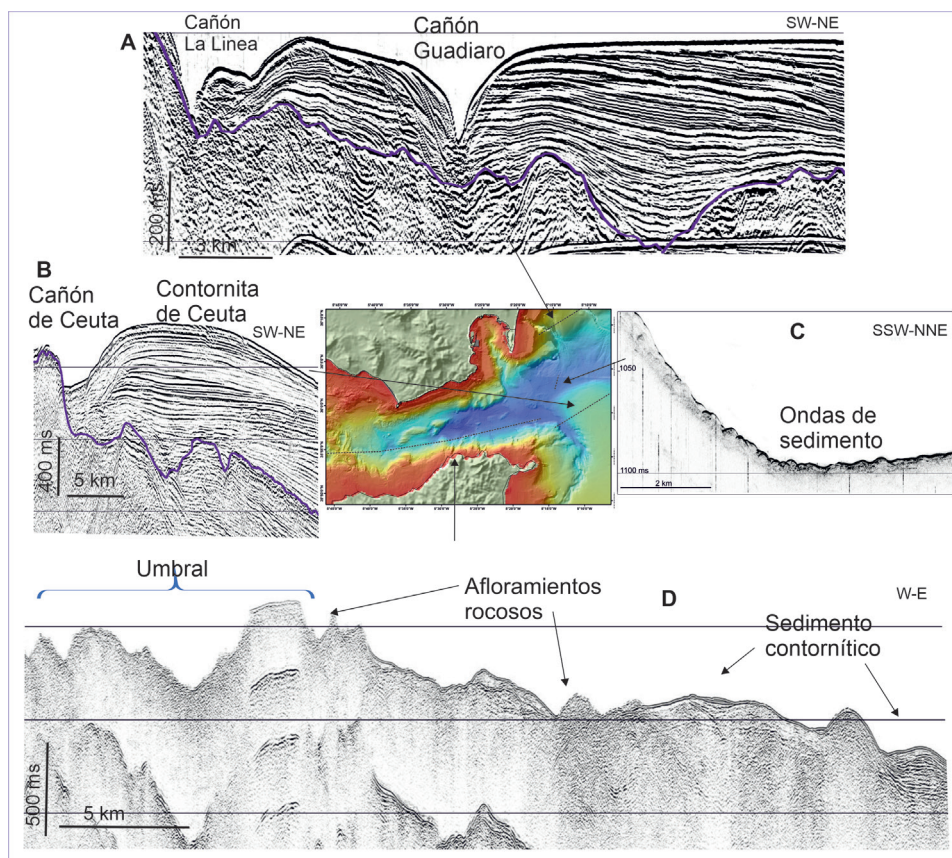 Cañón
La Linea
Cañón
Guadiaro
SW-NE
A
200 ms
3 km
B
Cañón
de Ceuta
Contornita
de Ceuta
SW-NE
400 ms
5 km
C
SSW-NNE
1050
Ondas de
sedimento
1100 ms
2 km
Umbral
Afloramientos
rocosos
D
W-E
Sedimento
contornítico
500 ms
5 km